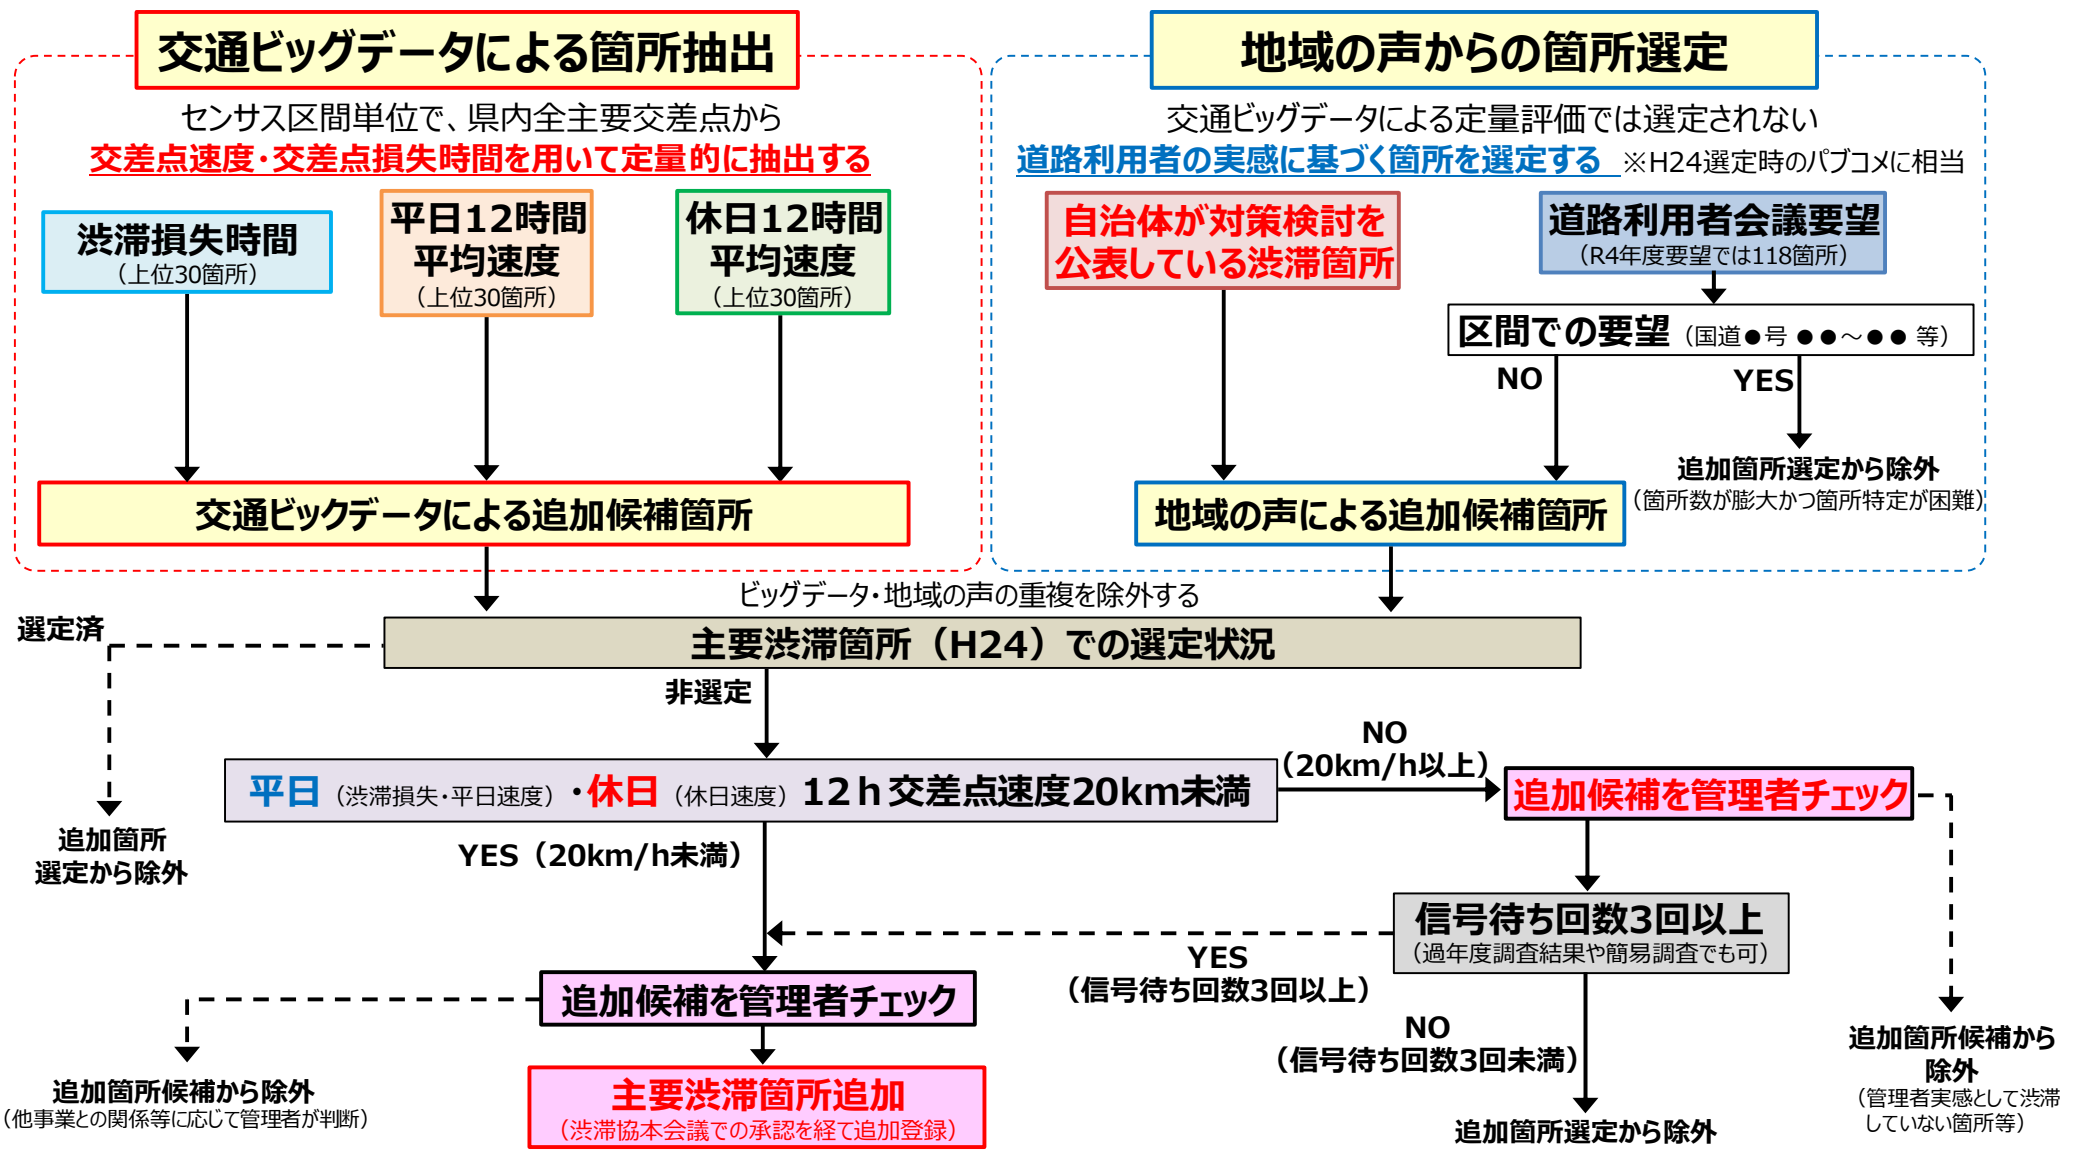 交通ビッグデータによる箇所抽出
センサス区間単位で、県内全主要交差点から
交差点速度・交差点損失時間を用いて定量的に抽出する
渋滞損失時間
（上位30箇所）
平日12時間
平均速度
（上位30箇所）
休日12時間
平均速度
（上位30箇所）
交通ビックデータによる追加候補箇所
地域の声からの箇所選定
交通ビッグデータによる定量評価では選定されない
道路利用者の実感に基づく箇所を選定する ※H24選定時のパブコメに相当
自治体が対策検討を
公表している渋滞箇所
道路利用者会議要望
（R4年度要望では118箇所）
区間での要望（国道●号 ●●～●● 等）
NO
YES
追加箇所選定から除外
（箇所数が膨大かつ箇所特定が困難）
地域の声による追加候補箇所
ビッグデータ・地域の声の重複を除外する
主要渋滞箇所（H24）での選定状況
選定済
追加箇所
選定から除外
非選定
平日（渋滞損失・平日速度）・休日（休日速度）12ｈ交差点速度20km未満
NO
（20km/h以上）
追加候補を管理者チェック
YES（20km/h未満）
信号待ち回数3回以上
（過年度調査結果や簡易調査でも可）
YES
（信号待ち回数3回以上）
NO
（信号待ち回数3回未満）
追加箇所選定から除外
追加箇所候補から
除外
（管理者実感として渋滞
していない箇所等）
追加候補を管理者チェック
追加箇所候補から除外
（他事業との関係等に応じて管理者が判断）
主要渋滞箇所追加
（渋滞協本会議での承認を経て追加登録）